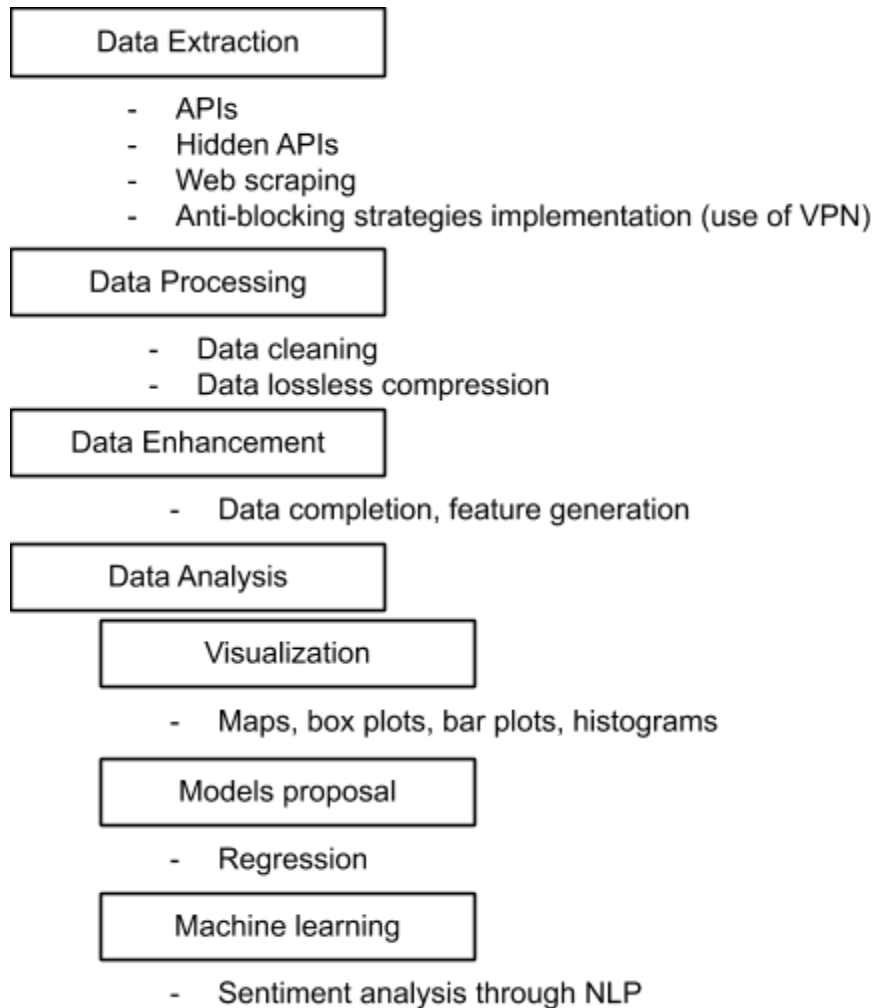 Data Extraction
- APIs
- Hidden APIs
- Web scraping
- Anti-blocking strategies implementation (use of VPN)
Data Processing
- Data cleaning
- Data lossless compression
Data Enhancement
- Data completion, feature generation
Data Analysis
Visualization
- Maps, box plots, bar plots, histograms
Models proposal
- Regression
Machine learning
- Sentiment analysis through NLP